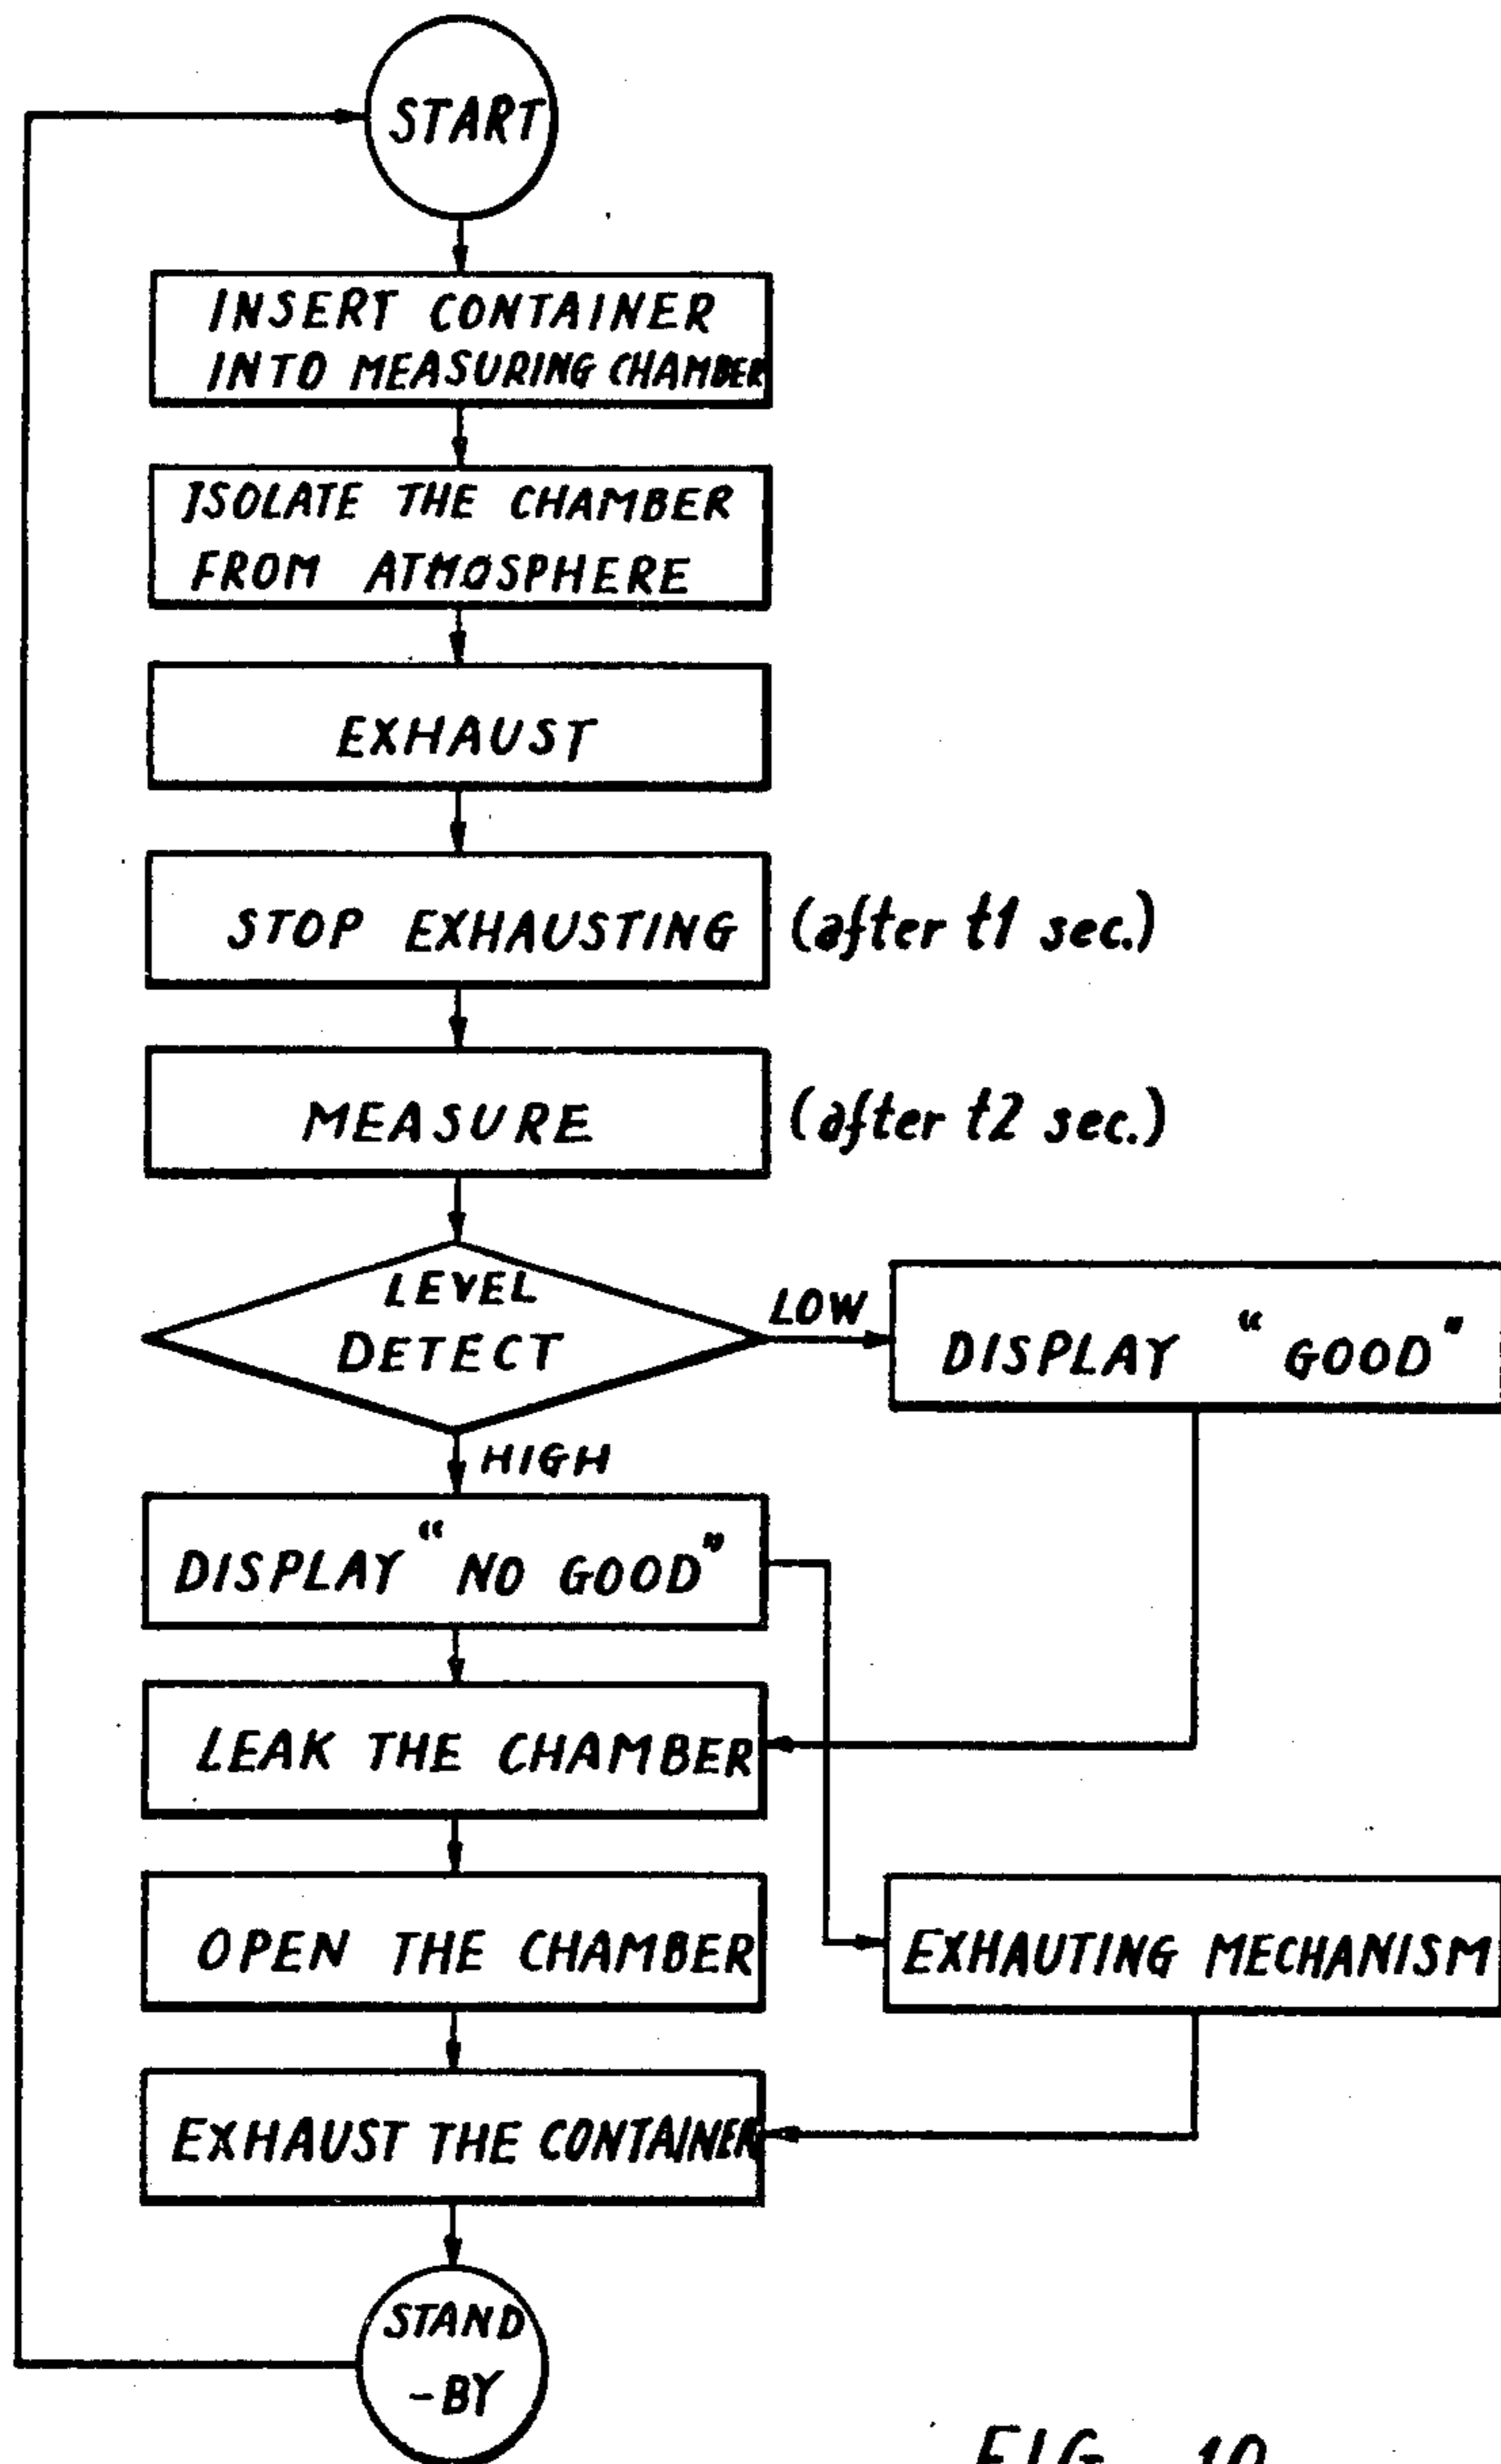 START
INSERT CONTAINER
INTO MEASURING CHAMBER
ISOLATE THE CHAMBER
FROM ATMOSPHERE
EXHAUST
STOP EXHAUSTING
(after t1 sec.)
MEASURE
(after t2 sec.)
LEVEL
DETECT
LOW
DISPLAY "GOOD"
HIGH
DISPLAY "NO GOOD"
LEAK THE CHAMBER
OPEN THE CHAMBER
EXHAUTING MECHANISM
EXHAUST THE CONTAINER
STAND
-BY
FIG. 10